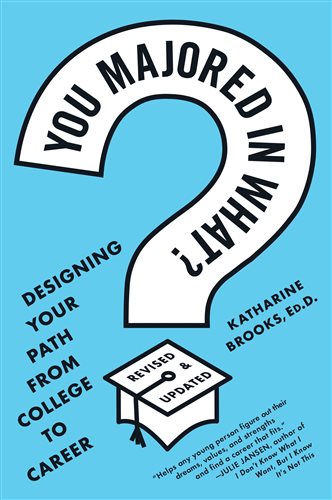 YOU MAJORED IN WHAT?
DESIGNING
YOUR
PATH
FROM
COLLEGE
TO
CAREER
KATHARINE
BROOKS, ED.D.
REVISED
&
UPDATED
"Helps any young person figure out their
dreams, values, and strengths
and find a career that fits."
—JULIE JANSEN, author of
I Don't Know What I
Want, But I Know
It's Not This